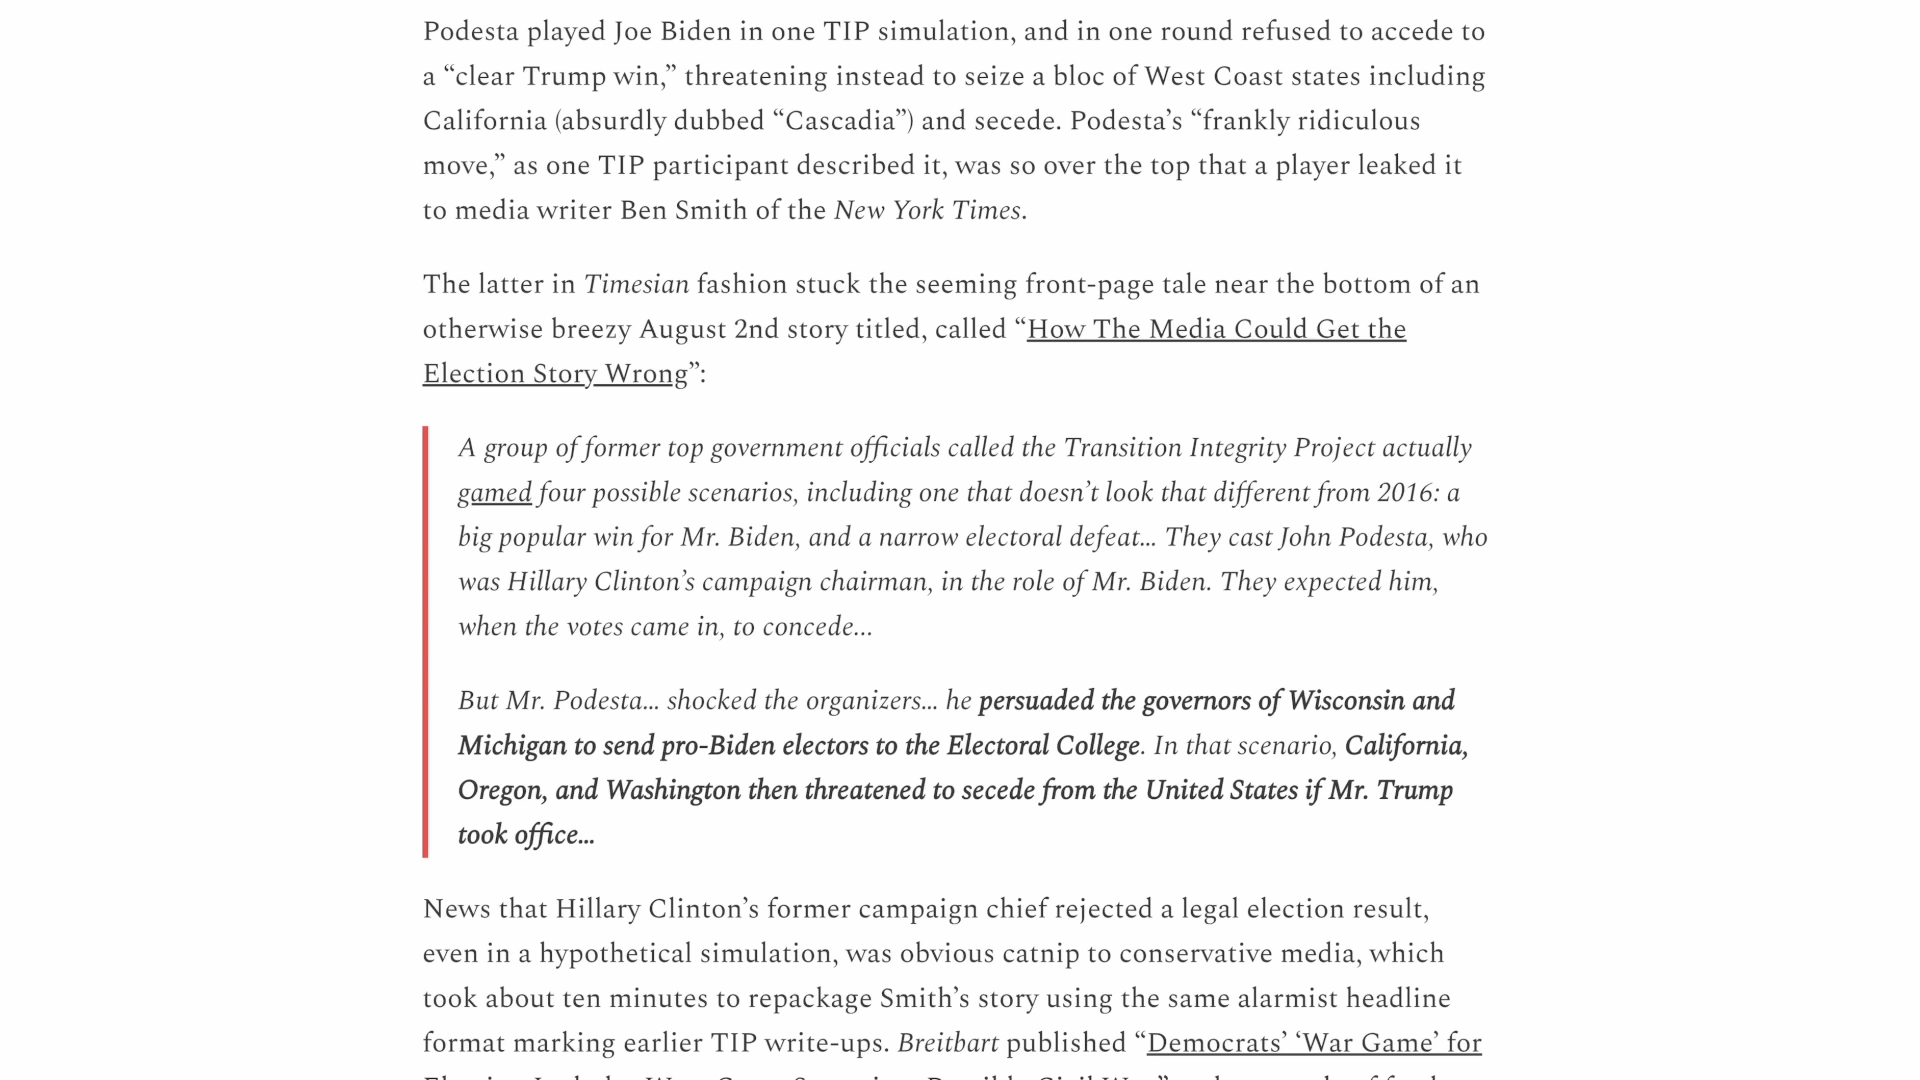 Podesta played Joe Biden in one TIP simulation, and in one round refused to accede to
a “clear Trump win,” threatening instead to seize a bloc of West Coast states including
California (absurdly dubbed “Cascadia”) and secede. Podesta’s “frankly ridiculous
move,” as one TIP participant described it, was so over the top that a player leaked it
to media writer Ben Smith of the New York Times.
The latter in Timesian fashion stuck the seeming front-page tale near the bottom of an
otherwise breezy August 2nd story titled, called “How The Media Could Get the
Election Story Wrong”:
A group of former top government officials called the Transition Integrity Project actually
gamed four possible scenarios, including one that doesn’t look that different from 2016: a
big popular win for Mr. Biden, and a narrow electoral defeat… They cast John Podesta, who
was Hillary Clinton’s campaign chairman, in the role of Mr. Biden. They expected him,
when the votes came in, to concede…
But Mr. Podesta… shocked the organizers… he persuaded the governors of Wisconsin and
Michigan to send pro-Biden electors to the Electoral College. In that scenario, California,
Oregon, and Washington then threatened to secede from the United States if Mr. Trump
took office…
News that Hillary Clinton’s former campaign chief rejected a legal election result,
even in a hypothetical simulation, was obvious catnip to conservative media, which
took about ten minutes to repackage Smith’s story using the same alarmist headline
format marking earlier TIP write-ups. Breitbart published “Democrats’ ‘War Game’ for